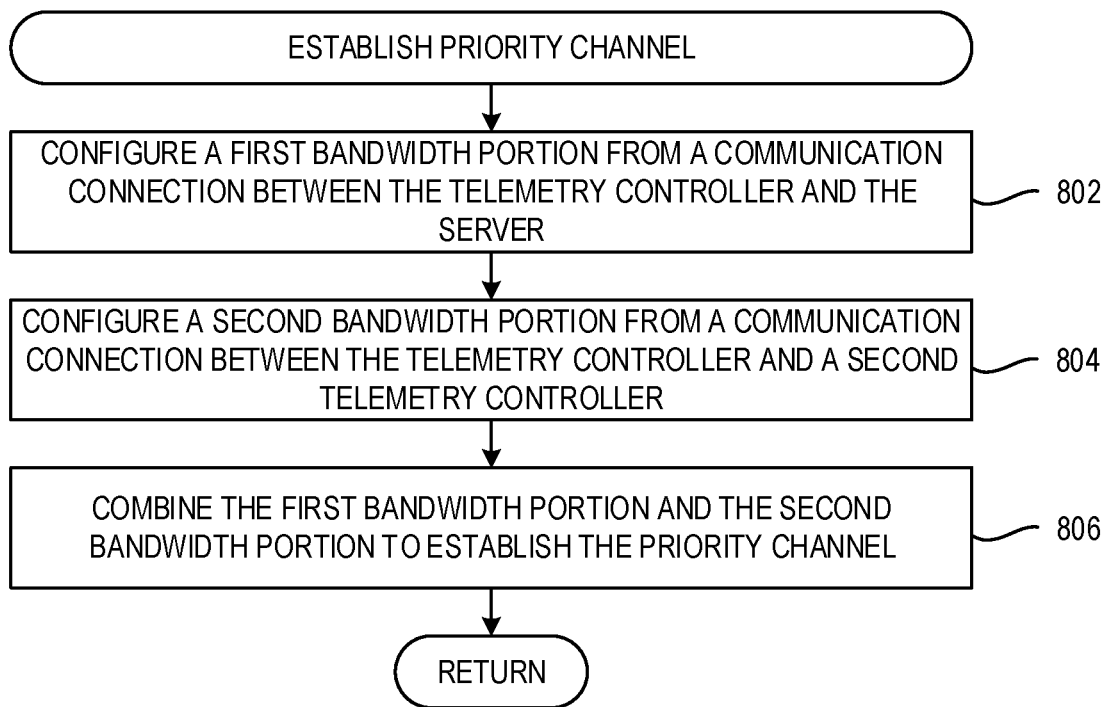 ESTABLISH PRIORITY CHANNEL
CONFIGURE A FIRST BANDWIDTH PORTION FROM A COMMUNICATION
CONNECTION BETWEEN THE TELEMETRY CONTROLLER AND THE
SERVER
802
CONFIGURE A SECOND BANDWIDTH PORTION FROM A COMMUNICATION
CONNECTION BETWEEN THE TELEMETRY CONTROLLER AND A SECOND
TELEMETRY CONTROLLER
804
COMBINE THE FIRST BANDWIDTH PORTION AND THE SECOND
BANDWIDTH PORTION TO ESTABLISH THE PRIORITY CHANNEL
806
RETURN